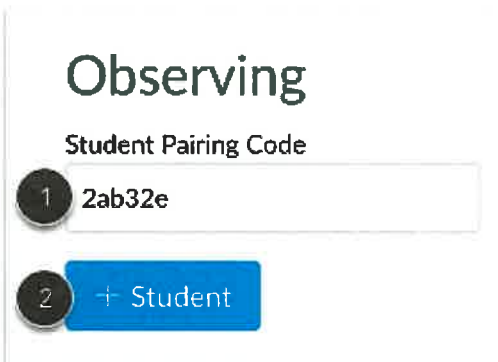 Observing
Student Pairing Code
1 2ab32e
2 + Student